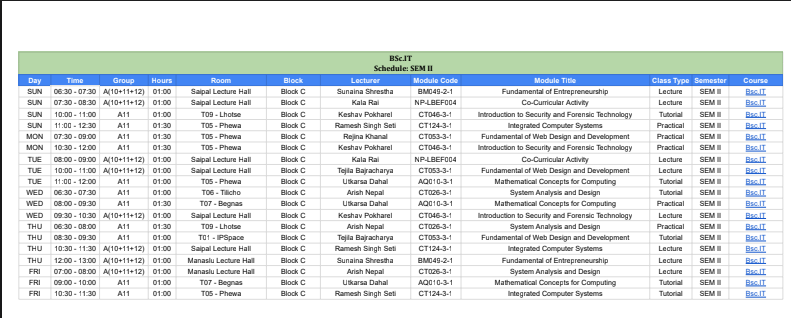 BSc.IT
Schedule: SEM II
Day Time Group Hours Room Block Lecturer Module Code Module Title Class Type Semester Course
SUN 06:30 - 07:30 A(10+11+12) 01:00 Saipal Lecture Hall Block C Sunaina Shrestha BM049-2-1 Fundamental of Entrepreneurship Lecture SEM II Bsc.IT
SUN 07:30 - 08:30 A(10+11+12) 01:00 Saipal Lecture Hall Block C Kala Rai NP-LBEF004 Co-Curricular Activity Lecture SEM II Bsc.IT
SUN 10:00 - 11:00 A11 01:00 T09 - Lhotse Block C Keshav Pokharel CT046-3-1 Introduction to Security and Forensic Technology Tutorial SEM II Bsc.IT
SUN 11:00 - 12:30 A11 01:30 T05 - Phewa Block C Ramesh Singh Seti CT124-3-1 Integrated Computer Systems Practical SEM II Bsc.IT
MON 07:30 - 09:00 A11 01:30 T05 - Phewa Block C Rejina Khanal CT053-3-1 Fundamental of Web Design and Development Practical SEM II Bsc.IT
MON 10:30 - 12:00 A11 01:30 T05 - Phewa Block C Keshav Pokharel CT046-3-1 Introduction to Security and Forensic Technology Practical SEM II Bsc.IT
TUE 08:00 - 09:00 A(10+11+12) 01:00 Saipal Lecture Hall Block C Kala Rai NP-LBEF004 Co-Curricular Activity Lecture SEM II Bsc.IT
TUE 10:00 - 11:00 A(10+11+12) 01:00 Saipal Lecture Hall Block C Tejila Bajracharya CT053-3-1 Fundamental of Web Design and Development Lecture SEM II Bsc.IT
TUE 11:00 - 12:00 A11 01:00 T05 - Phewa Block C Utkarsa Dahal AQ010-3-1 Mathematical Concepts for Computing Tutorial SEM II Bsc.IT
WED 06:30 - 07:30 A11 01:00 T06 - Tilicho Block C Arish Nepal CT026-3-1 System Analysis and Design Tutorial SEM II Bsc.IT
WED 08:00 - 09:30 A11 01:30 T07 - Begnas Block C Utkarsa Dahal AQ010-3-1 Mathematical Concepts for Computing Practical SEM II Bsc.IT
WED 09:30 - 10:30 A(10+11+12) 01:00 Saipal Lecture Hall Block C Keshav Pokharel CT046-3-1 Introduction to Security and Forensic Technology Lecture SEM II Bsc.IT
THU 06:30 - 08:00 A11 01:30 T09 - Lhotse Block C Arish Nepal CT026-3-1 System Analysis and Design Practical SEM II Bsc.IT
THU 08:30 - 09:30 A11 01:00 T01 - IPSpace Block C Tejila Bajracharya CT053-3-1 Fundamental of Web Design and Development Tutorial SEM II Bsc.IT
THU 10:30 - 11:30 A(10+11+12) 01:00 Saipal Lecture Hall Block C Ramesh Singh Seti CT124-3-1 Integrated Computer Systems Lecture SEM II Bsc.IT
THU 12:00 - 13:00 A(10+11+12) 01:00 Manaslu Lecture Hall Block C Sunaina Shrestha BM049-2-1 Fundamental of Entrepreneurship Lecture SEM II Bsc.IT
FRI 07:00 - 08:00 A(10+11+12) 01:00 Manaslu Lecture Hall Block C Arish Nepal CT026-3-1 System Analysis and Design Lecture SEM II Bsc.IT
FRI 09:00 - 10:00 A11 01:00 T07 - Begnas Block C Utkarsa Dahal AQ010-3-1 Mathematical Concepts for Computing Tutorial SEM II Bsc.IT
FRI 10:30 - 11:30 A11 01:00 T05 - Phewa Block C Ramesh Singh Seti CT124-3-1 Integrated Computer Systems Tutorial SEM II Bsc.IT